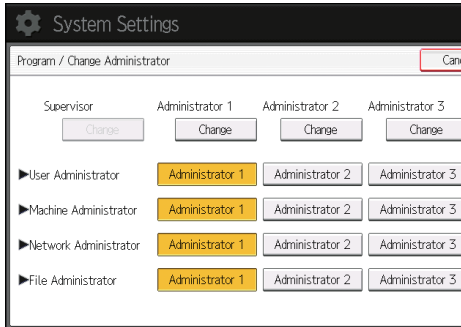 System Settings
Program / Change Administrator
Supervisor Administrator 1 Administrator 2 Administrator 3
Change Change Change Change
▶User Administrator Administrator 1 Administrator 2 Administrator 3
▶Machine Administrator Administrator 1 Administrator 2 Administrator 3
▶Network Administrator Administrator 1 Administrator 2 Administrator 3
▶File Administrator Administrator 1 Administrator 2 Administrator 3